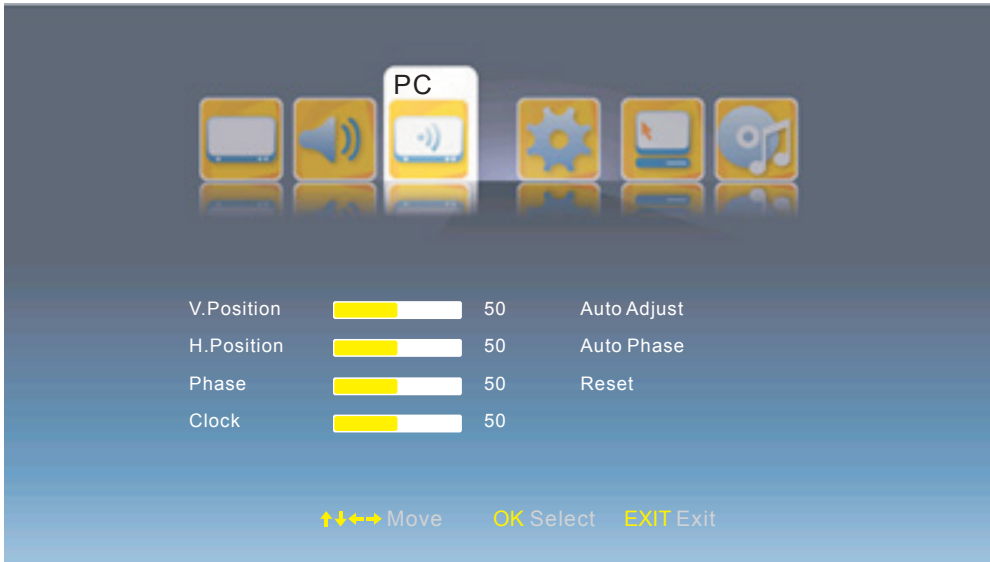 PC
V.Position 50 Auto Adjust
H.Position 50 Auto Phase
Phase 50 Reset
Clock 50
Move OK Select EXIT Exit